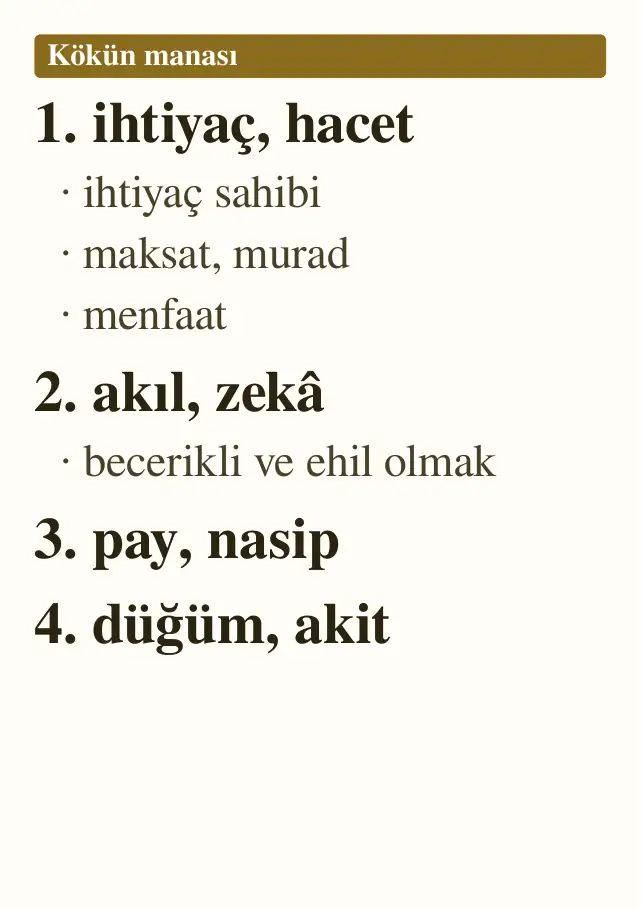 Kökün manası
1. ihtiyaç, hacet
· ihtiyaç sahibi
· maksat, murad
· menfaat
2. akıl, zekâ
· becerikli ve ehil olmak
3. pay, nasip
4. düğüm, akit